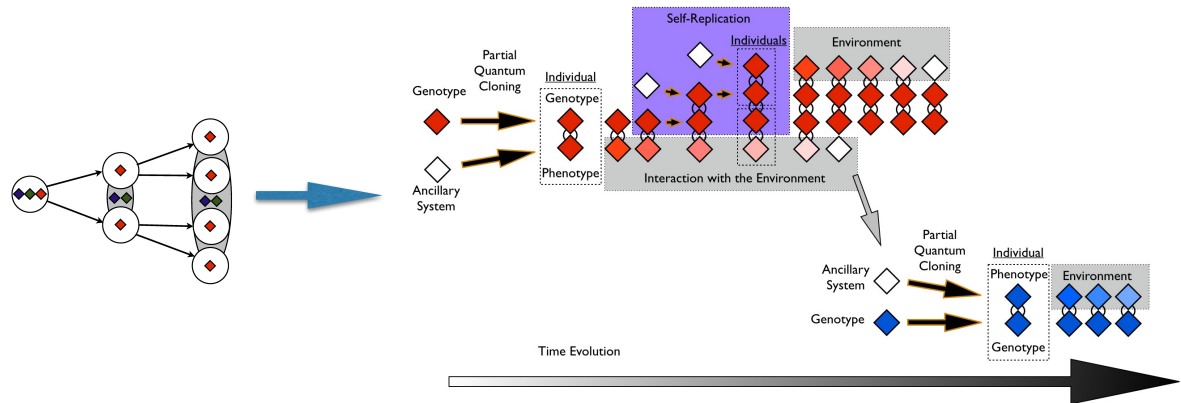 Self-Replication
Individuals
Environment
Partial
Quantum
Cloning
Individual
Genotype
Genotype
Phenotype
Ancillary
System
Interaction with the Environment
Partial
Quantum
Cloning
Individual
Ancillary
System
Phenotype
Environment
Genotype
Genotype
Time Evolution